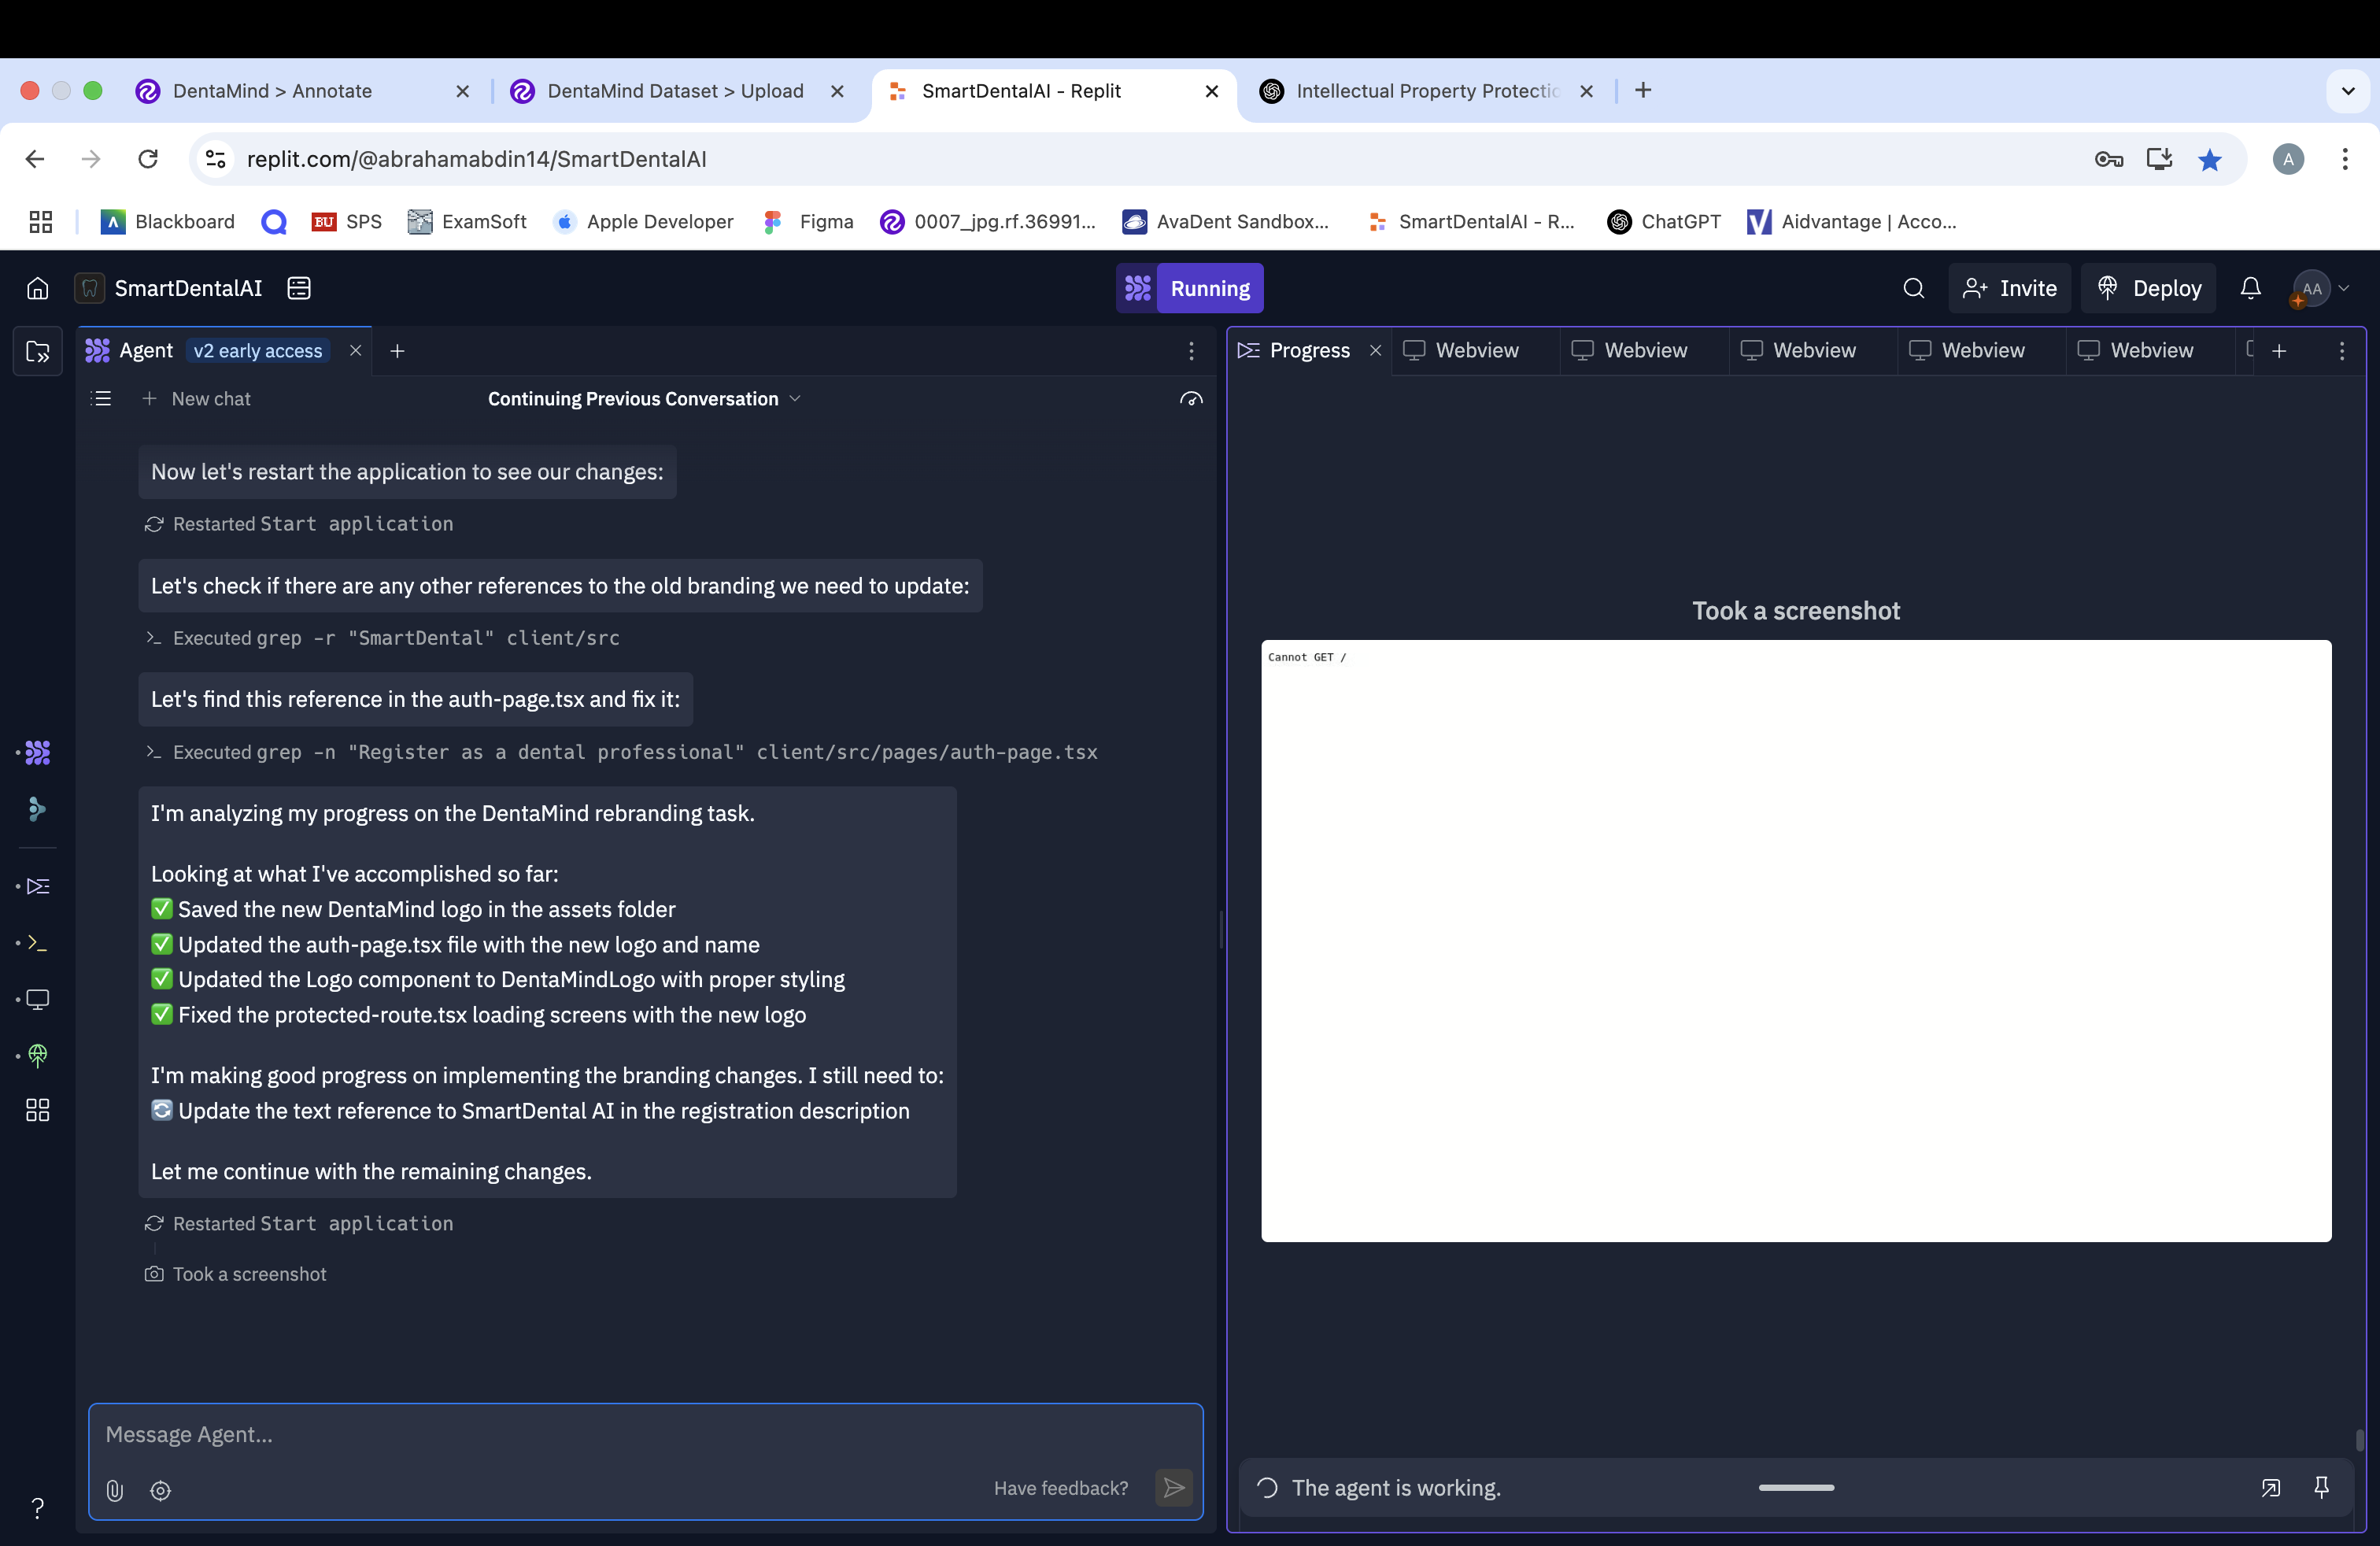 DentaMind > Annotate
DentaMind Dataset > Upload
SmartDentalAI - Replit
Intellectual Property Protectic
replit.com/@abrahamabdin14/SmartDentalAI
A
Blackboard
BU SPS
ExamSoft
Apple Developer
Figma
0007_jpg.rf.36991...
AvaDent Sandbox...
SmartDentalAI - R...
ChatGPT
Aidvantage | Acco...
SmartDentalAI
Running
Invite
Deploy
AA
Agent v2 early access
New chat
Continuing Previous Conversation
Now let's restart the application to see our changes:
Restarted Start application
Let's check if there are any other references to the old branding we need to update:
Executed grep -r "SmartDental" client/src
Let's find this reference in the auth-page.tsx and fix it:
Executed grep -n "Register as a dental professional" client/src/pages/auth-page.tsx
I'm analyzing my progress on the DentaMind rebranding task.
Looking at what I've accomplished so far:
✅ Saved the new DentaMind logo in the assets folder
✅ Updated the auth-page.tsx file with the new logo and name
✅ Updated the Logo component to DentaMindLogo with proper styling
✅ Fixed the protected-route.tsx loading screens with the new logo
I'm making good progress on implementing the branding changes. I still need to:
🔄 Update the text reference to SmartDental AI in the registration description
Let me continue with the remaining changes.
Restarted Start application
Took a screenshot
Message Agent...
Have feedback?
Progress
Webview
Webview
Webview
Webview
Webview
Took a screenshot
Cannot GET /
The agent is working.